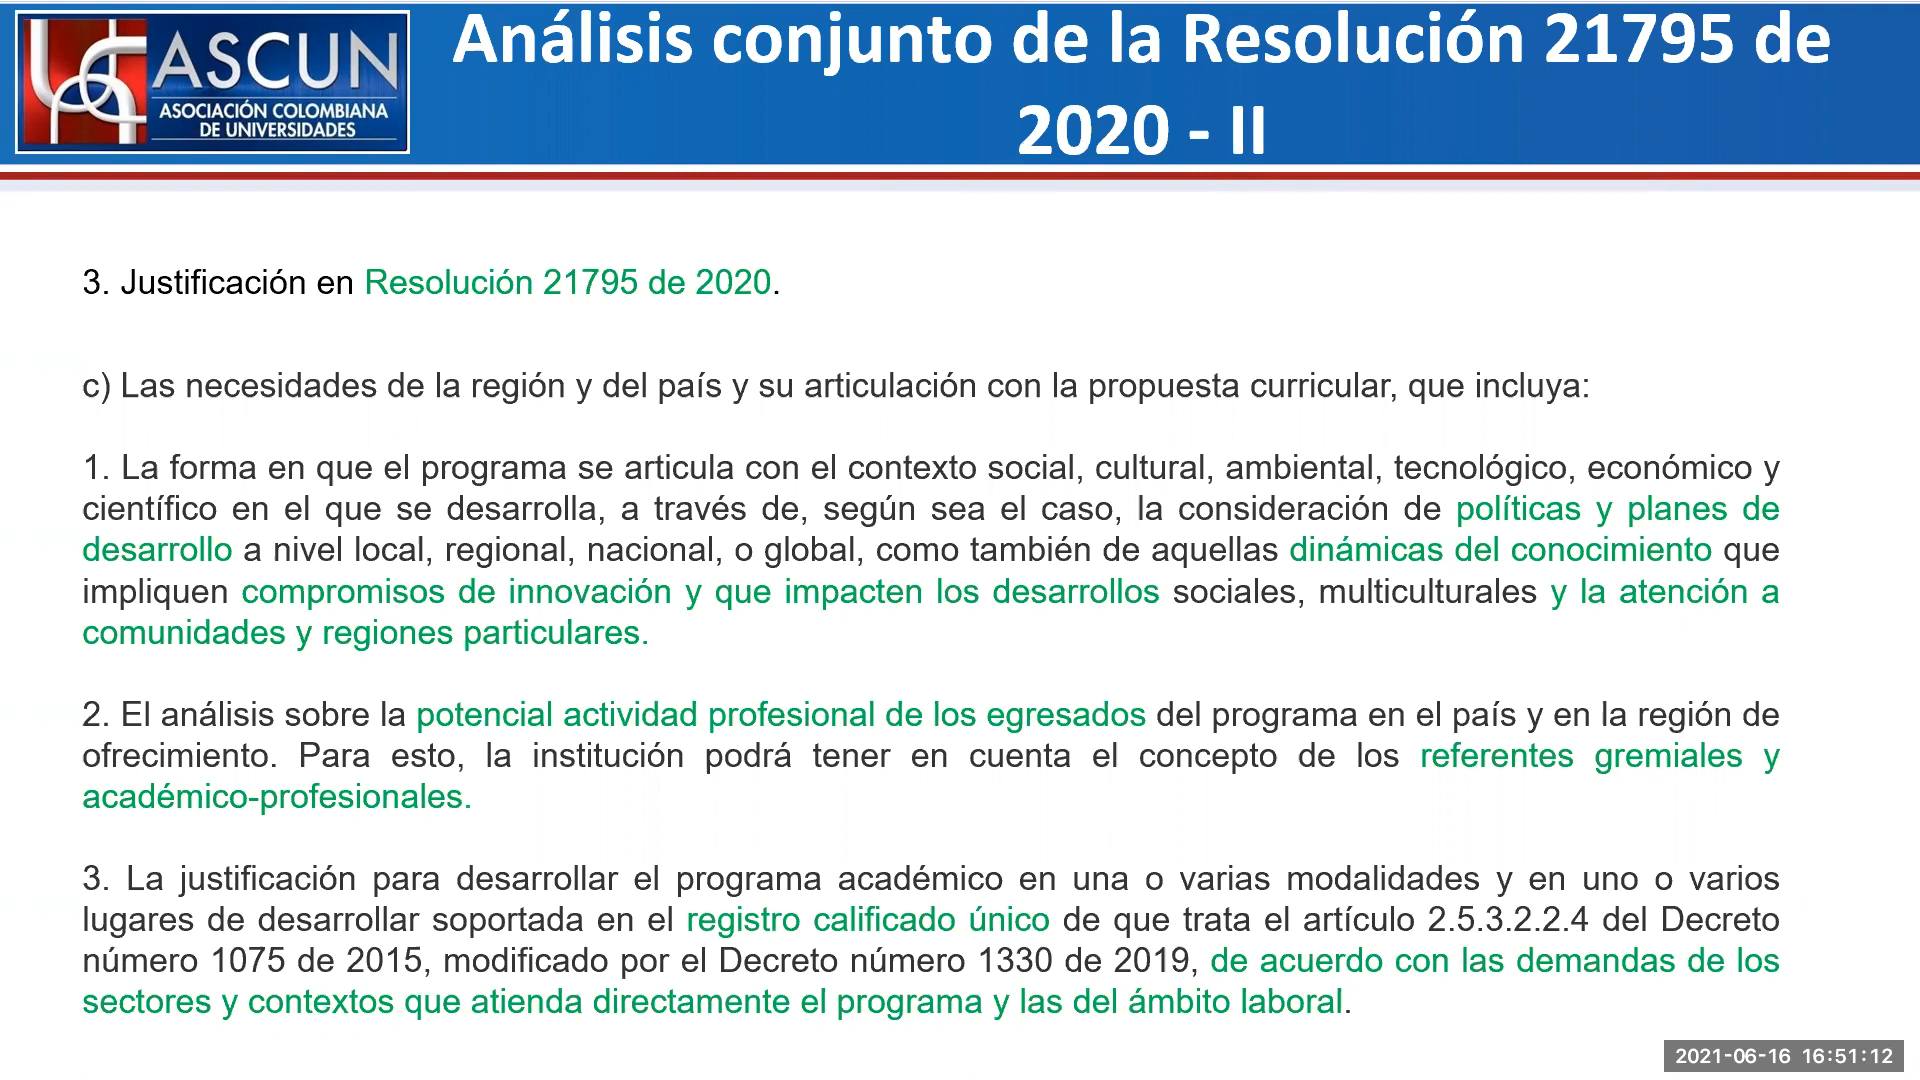 ASCUN
ASOCIACIÓN COLOMBIANA
DE UNIVERSIDADES
Análisis conjunto de la Resolución 21795 de
2020 - II
3. Justificación en Resolución 21795 de 2020.
c) Las necesidades de la región y del país y su articulación con la propuesta curricular, que incluya:
1. La forma en que el programa se articula con el contexto social, cultural, ambiental, tecnológico, económico y
científico en el que se desarrolla, a través de, según sea el caso, la consideración de políticas y planes de
desarrollo a nivel local, regional, nacional, o global, como también de aquellas dinámicas del conocimiento que
impliquen compromisos de innovación y que impacten los desarrollos sociales, multiculturales y la atención a
comunidades y regiones particulares.
2. El análisis sobre la potencial actividad profesional de los egresados del programa en el país y en la región de
ofrecimiento. Para esto, la institución podrá tener en cuenta el concepto de los referentes gremiales y
académico-profesionales.
3. La justificación para desarrollar el programa académico en una o varias modalidades y en uno o varios
lugares de desarrollar soportada en el registro calificado único de que trata el artículo 2.5.3.2.2.4 del Decreto
número 1075 de 2015, modificado por el Decreto número 1330 de 2019, de acuerdo con las demandas de los
sectores y contextos que atienda directamente el programa y las del ámbito laboral.
2021-06-16 16:51:12